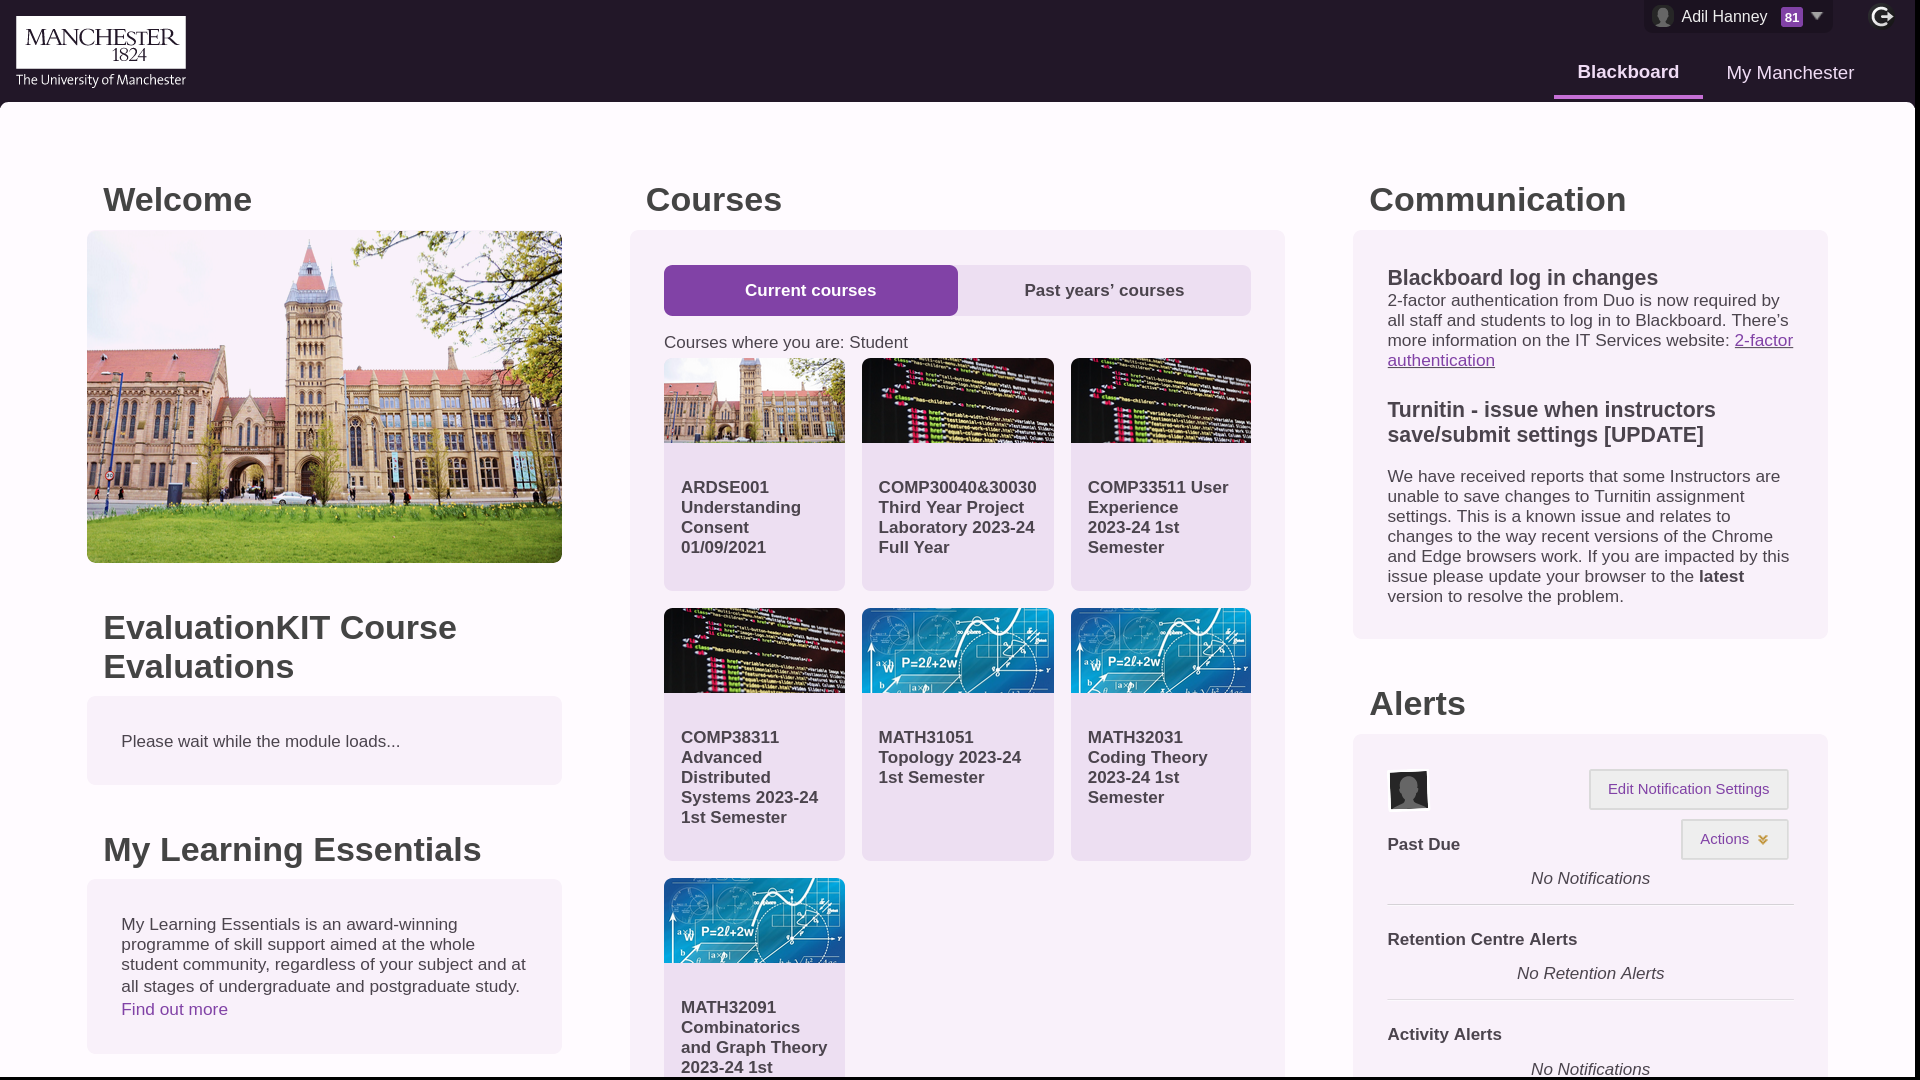 MANCHESTER
1824
The University of Manchester
Adil Hanney 81
Blackboard My Manchester
Welcome
EvaluationKIT Course
Evaluations
Please wait while the module loads...
My Learning Essentials
My Learning Essentials is an award-winning
programme of skill support aimed at the whole
student community, regardless of your subject and at
all stages of undergraduate and postgraduate study.
Find out more
Courses
Current courses
Past years’ courses
Courses where you are: Student
ARDSE001
Understanding
Consent
01/09/2021
COMP30040&30030
Third Year Project
Laboratory 2023-24
Full Year
COMP33511 User
Experience
2023-24 1st
Semester
COMP38311
Advanced
Distributed
Systems 2023-24
1st Semester
P=2ℓ+2w
MATH31051
Topology 2023-24
1st Semester
P=2ℓ+2w
MATH32031
Coding Theory
2023-24 1st
Semester
P=2ℓ+2w
MATH32091
Combinatorics
and Graph Theory
2023-24 1st
Communication
Blackboard log in changes
2-factor authentication from Duo is now required by
all staff and students to log in to Blackboard. There’s
more information on the IT Services website: 2-factor
authentication
Turnitin - issue when instructors
save/submit settings [UPDATE]
We have received reports that some Instructors are
unable to save changes to Turnitin assignment
settings. This is a known issue and relates to
changes to the way recent versions of the Chrome
and Edge browsers work. If you are impacted by this
issue please update your browser to the latest
version to resolve the problem.
Alerts
Edit Notification Settings
Actions
Past Due
No Notifications
Retention Centre Alerts
No Retention Alerts
Activity Alerts
No Notifications